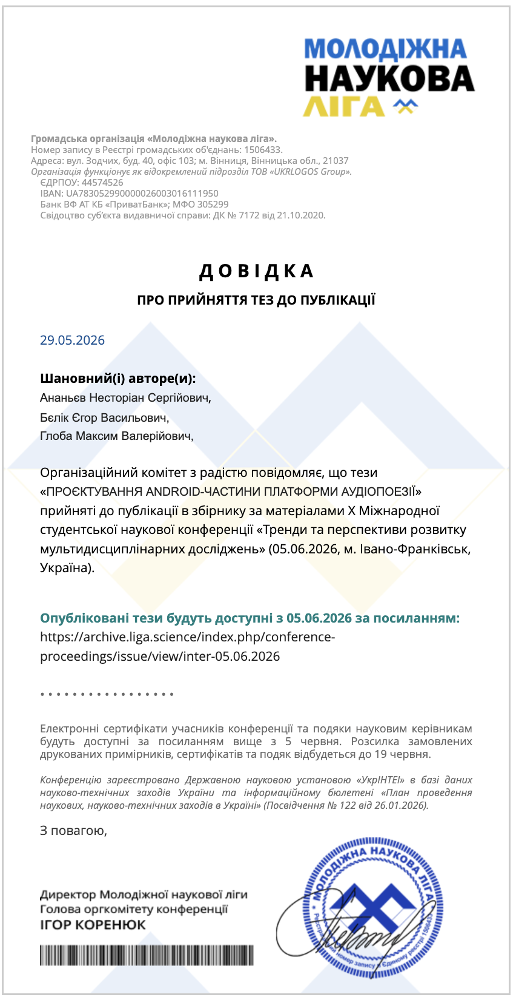 МОЛОДІЖНА
НАУКОВА
ЛІГА
Громадська організація «Молодіжна наукова ліга».
Номер запису в Реєстрі громадських об'єднань: 1506433.
Адреса: вул. Зодчих, буд. 40, офіс 103; м. Вінниця, Вінницька обл., 21037
Організація функціонує як відокремлений підрозділ ТОВ «UKRLOGOS Group».
ЄДРПОУ: 44574526
IBAN: UA783052990000026003016111950
Банк ВФ АТ КБ «ПриватБанк»; МФО 305299
Свідоцтво суб'єкта видавничої справи: ДК № 7172 від 21.10.2020.
ДОВІДКА
ПРО ПРИЙНЯТТЯ ТЕЗ ДО ПУБЛІКАЦІЇ
29.05.2026
Шановний(і) авторе(и):
Ананьєв Несторіан Сергійович,
Бєлік Єгор Васильович,
Глоба Максим Валерійович,
Організаційний комітет з радістю повідомляє, що тези
«ПРОЄКТУВАННЯ ANDROID-ЧАСТИНИ ПЛАТФОРМИ АУДІОПОЕЗІЇ»
прийняті до публікації в збірнику за матеріалами X Міжнародної
студентської наукової конференції «Тренди та перспективи розвитку
мультидисциплінарних досліджень» (05.06.2026, м. Івано-Франківськ,
Україна).
Опубліковані тези будуть доступні з 05.06.2026 за посиланням:
https://archive.liga.science/index.php/conference-
proceedings/issue/view/inter-05.06.2026
. . . . . . . . . . . . . . . . .
Електронні сертифікати учасників конференції та подяки науковим керівникам
будуть доступні за посиланням вище з 5 червня. Розсилка замовлених
друкованих примірників, сертифікатів та подяк відбудеться до 19 червня.
Конференцію зареєстровано Державною науковою установою «УкрІНТЕІ» в базі даних
науково-технічних заходів України та інформаційному бюлетені «План проведення
наукових, науково-технічних заходів в Україні» (Посвідчення № 122 від 26.01.2026).
З повагою,
Директор Молодіжної наукової ліги
Голова оргкомітету конференції
ІГОР КОРЕНЮК
* МОЛОДІЖНА НАУКОВА ЛІГА *
Реєстраційний номер запису в Єдиному реєстрі 1506433